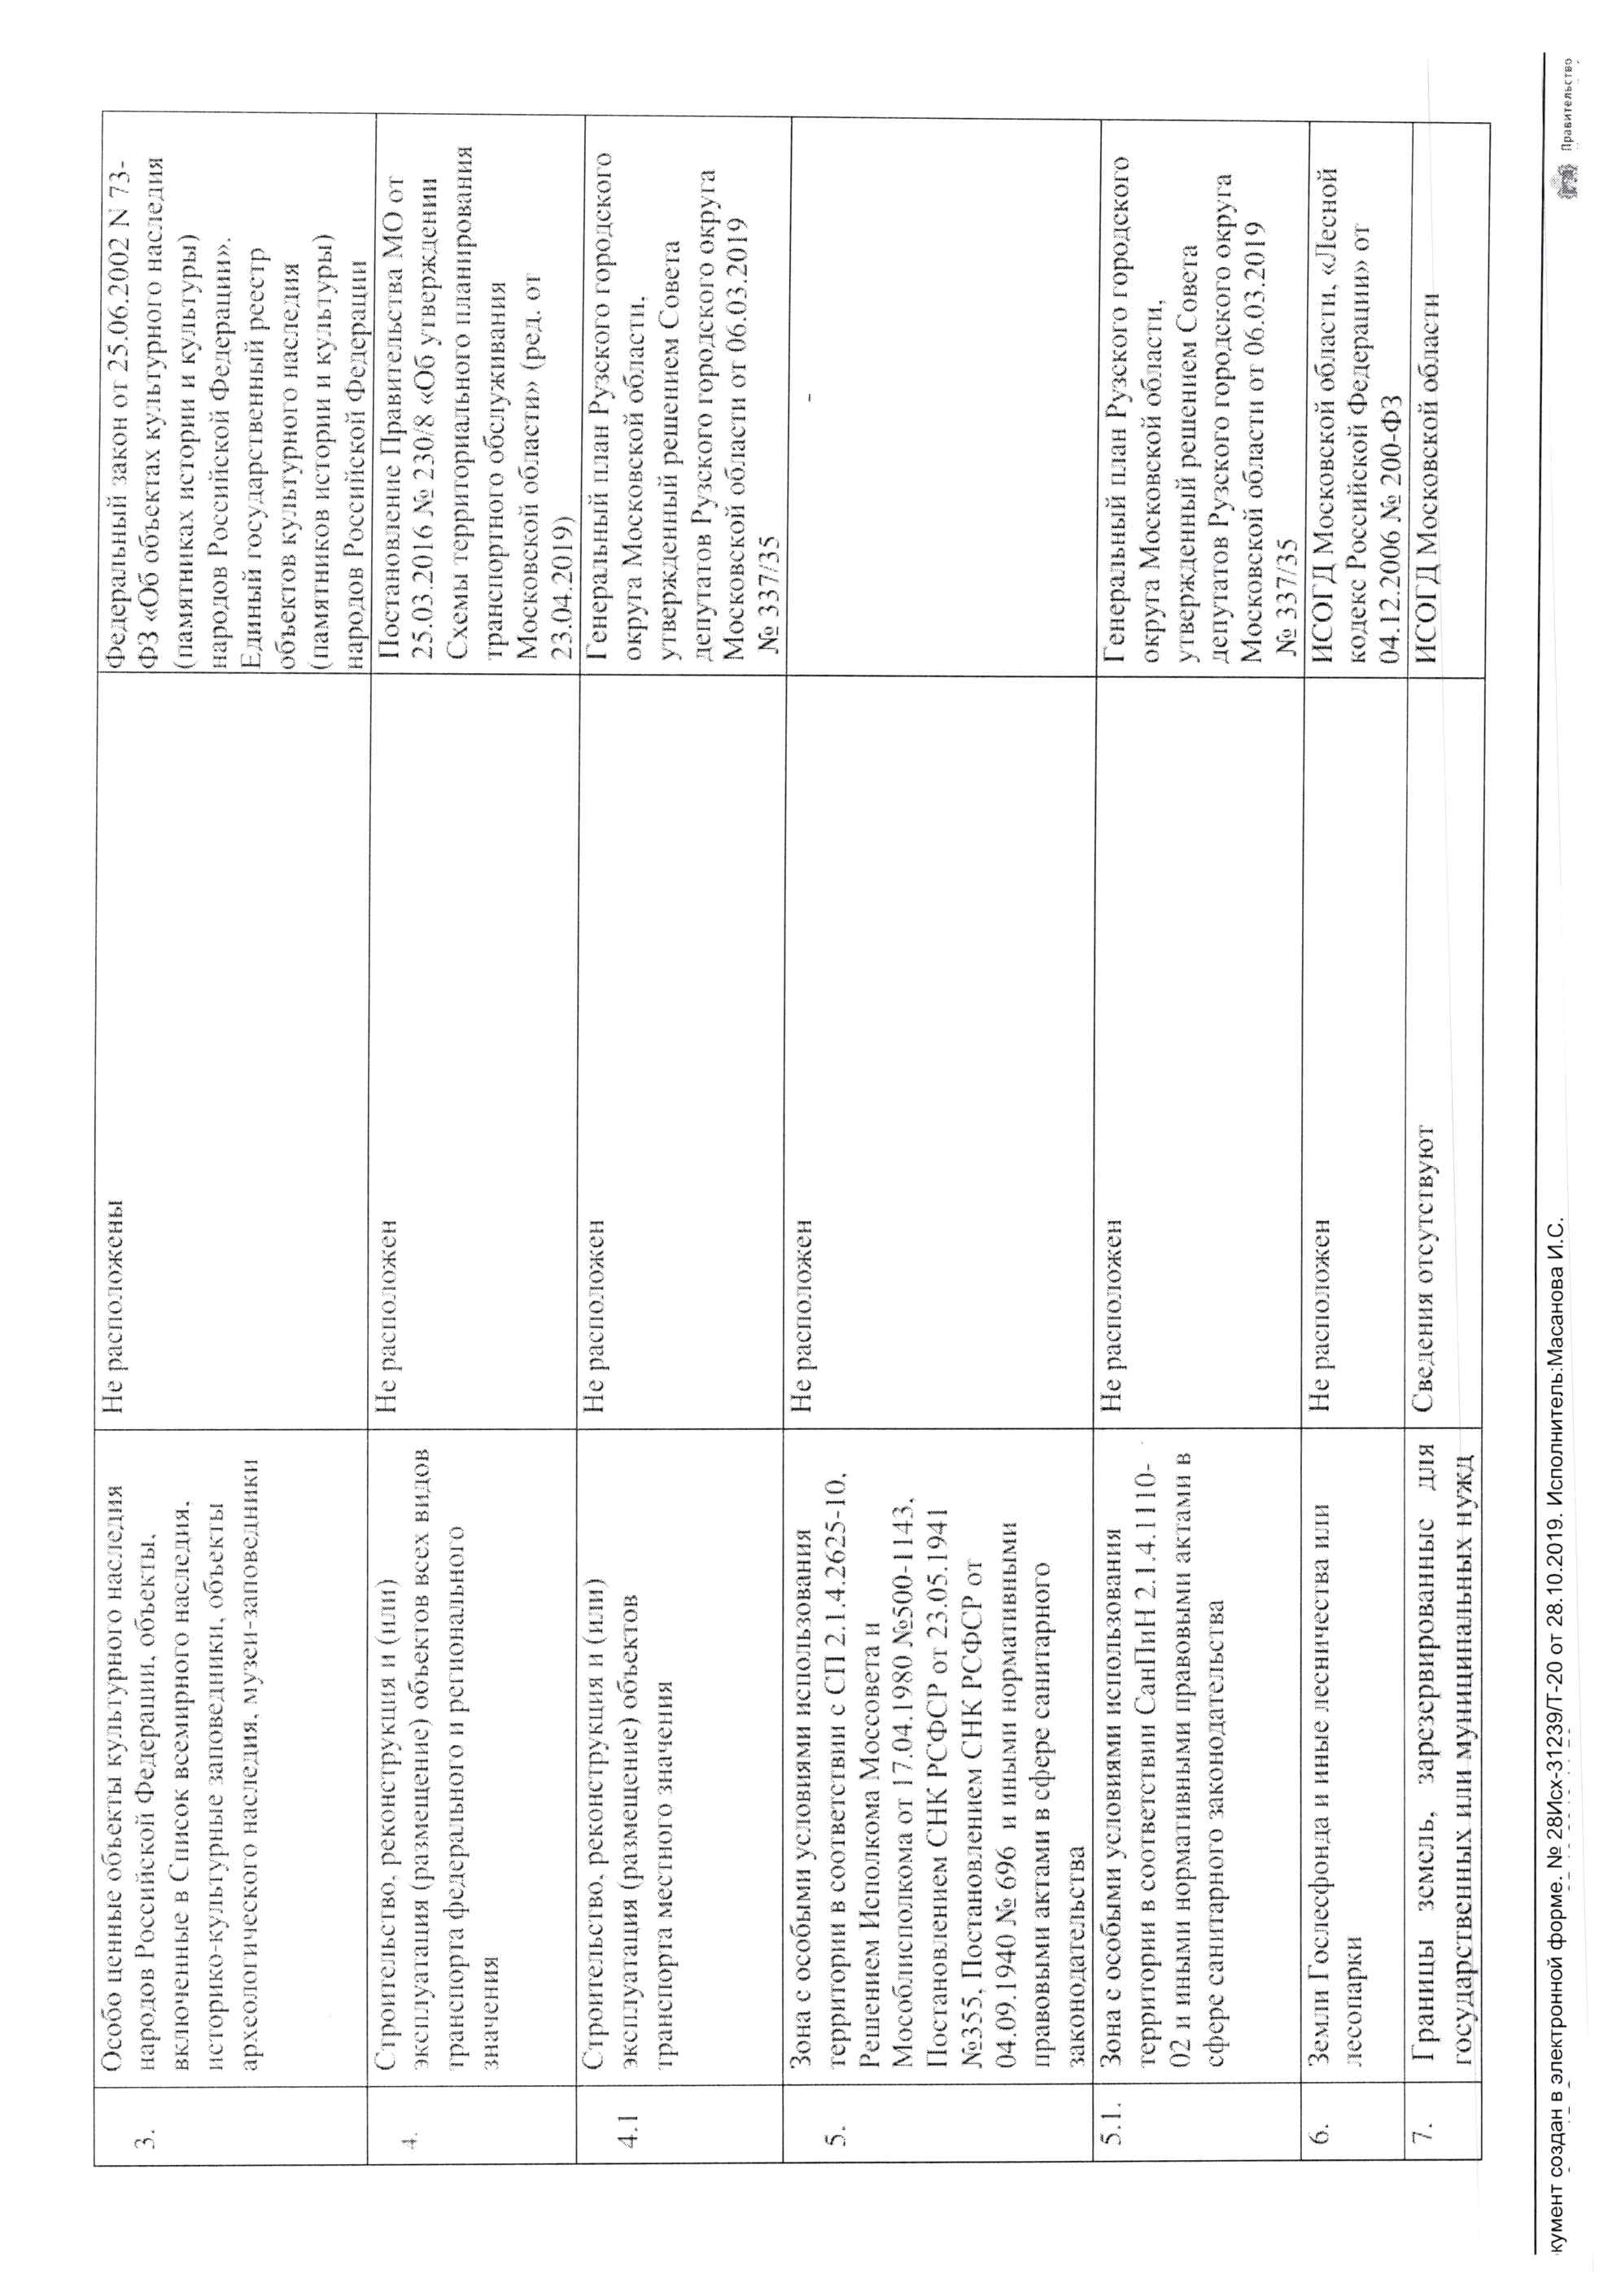 3.
Особо ценные объекты культурного наследия
народов Российской Федерации, объекты,
включенные в Список всемирного наследия,
историко-культурные заповедники, объекты
археологического наследия, музеи-заповедники
Не расположены
Федеральный закон от 25.06.2002 N 73-
ФЗ «Об объектах культурного наследия
(памятниках истории и культуры)
народов Российской Федерации».
Единый государственный реестр
объектов культурного наследия
(памятников истории и культуры)
народов Российской Федерации
4.
Строительство, реконструкция и (или)
эксплуатация (размещение) объектов всех видов
транспорта федерального и регионального
значения
Не расположен
Постановление Правительства МО от
25.03.2016 № 230/8 «Об утверждении
Схемы территориального планирования
транспортного обслуживания
Московской области» (ред. от
23.04.2019)
4.1
Строительство, реконструкция и (или)
эксплуатация (размещение) объектов
транспорта местного значения
Не расположен
Генеральный план Рузского городского
округа Московской области,
утвержденный решением Совета
депутатов Рузского городского округа
Московской области от 06.03.2019
№ 337/35
5.
Зона с особыми условиями использования
территории в соответствии с СП 2.1.4.2625-10,
Решением Исполкома Моссовета и
Мособлисполкома от 17.04.1980 №500-1143,
Постановлением СНК РСФСР от 23.05.1941
№355, Постановлением СНК РСФСР от
04.09.1940 № 696 и иными нормативными
правовыми актами в сфере санитарного
законодательства
Не расположен
-
5.1.
Зона с особыми условиями использования
территории в соответствии СанПиН 2.1.4.1110-
02 и иными нормативными правовыми актами в
сфере санитарного законодательства
Не расположен
Генеральный план Рузского городского
округа Московской области,
утвержденный решением Совета
депутатов Рузского городского округа
Московской области от 06.03.2019
№ 337/35
6.
Земли Гослесфонда и иные лесничества или
лесопарки
Не расположен
ИСОГД Московской области, «Лесной
кодекс Российской Федерации» от
04.12.2006 № 200-ФЗ
7.
Границы земель, зарезервированные для
государственных или муниципальных нужд
Сведения отсутствуют
ИСОГД Московской области
кумент создан в электронной форме. № 28Исх-31239/Т-20 от 28.10.2019. Исполнитель:Масанова И.С.
Правительство